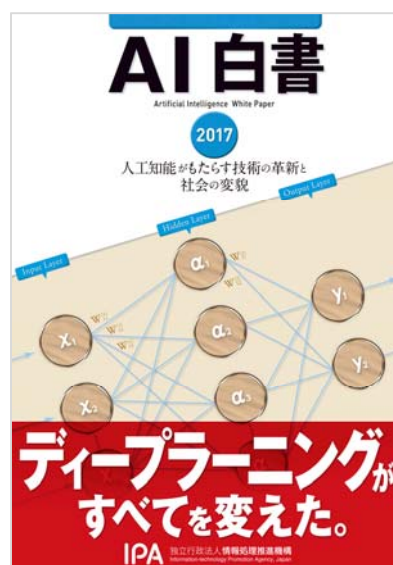 AI白書
Artificial Intelligence White Paper
2017
人工知能がもたらす技術の革新と
社会の変貌
Output Layer
Hidden Layer
Input Layer
α1
α2
α3
x1
x2
y1
y2
ディープラーニングが
すべてを変えた。
IPA 独立行政法人情報処理推進機構
Information-technology Promotion Agency, Japan